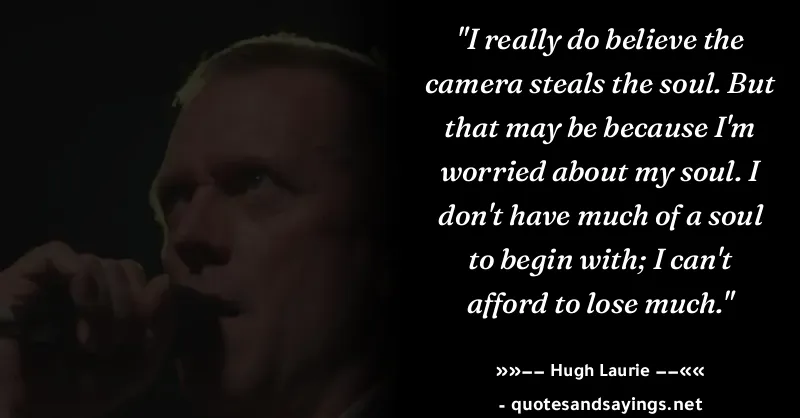 "I really do believe the
camera steals the soul. But
that may be because I'm
worried about my soul. I
don't have much of a soul
to begin with; I can't
afford to lose much."
»»–– Hugh Laurie ––««
- quotesandsayings.net